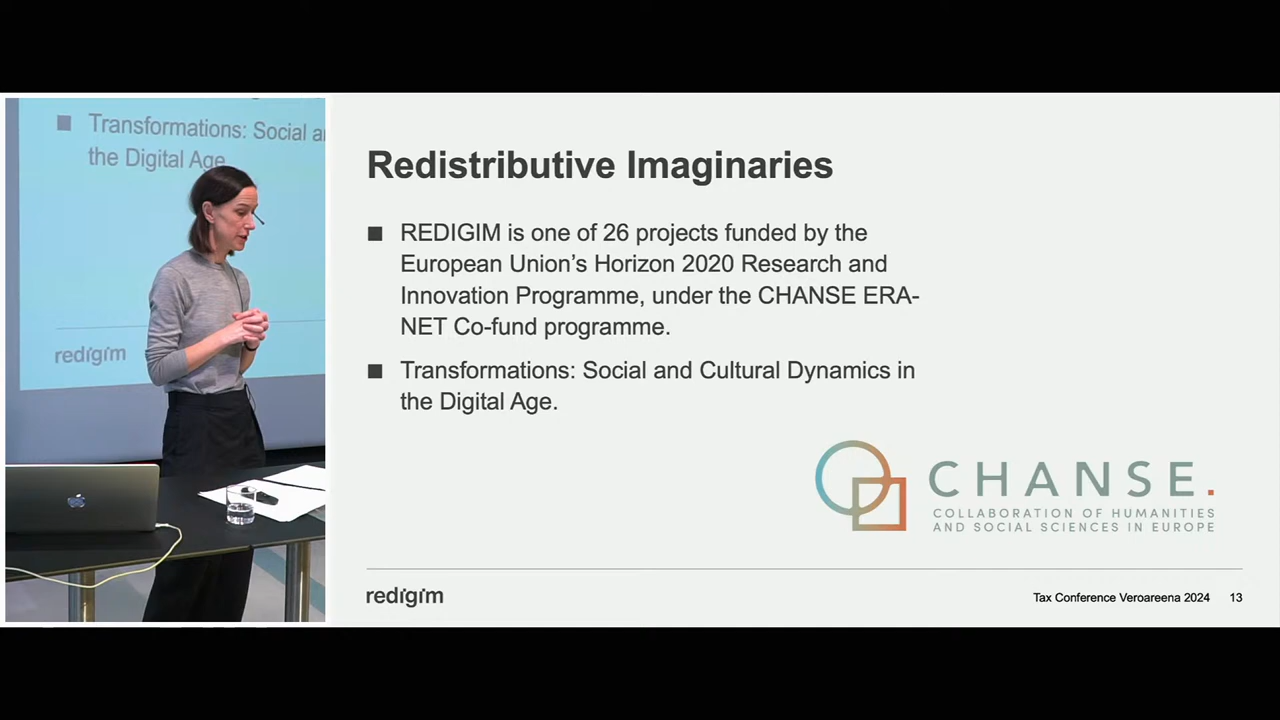 Transformations: Social a
the Digital Age
redigim
Redistributive Imaginaries
■ REDIGIM is one of 26 projects funded by the
European Union’s Horizon 2020 Research and
Innovation Programme, under the CHANSE ERA-
NET Co-fund programme.
■ Transformations: Social and Cultural Dynamics in
the Digital Age.
CHANSE.
COLLABORATION OF HUMANITIES
AND SOCIAL SCIENCES IN EUROPE
redigim
Tax Conference Veroareena 2024 13